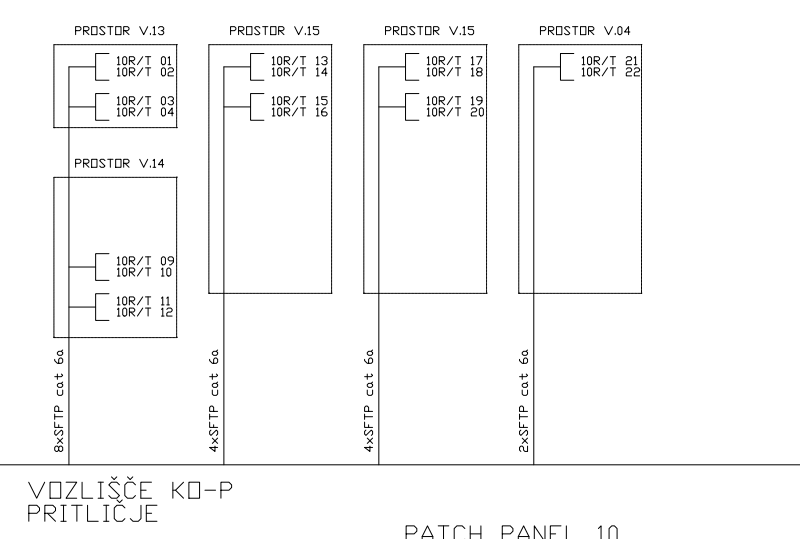 PROSTOR V.13
10R/T 01
10R/T 02
10R/T 03
10R/T 04
PROSTOR V.14
10R/T 09
10R/T 10
10R/T 11
10R/T 12
8xSFTP cat 6a
PROSTOR V.15
10R/T 13
10R/T 14
10R/T 15
10R/T 16
4xSFTP cat 6a
PROSTOR V.15
10R/T 17
10R/T 18
10R/T 19
10R/T 20
4xSFTP cat 6a
PROSTOR V.04
10R/T 21
10R/T 22
2xSFTP cat 6a
VOZLIŠČE KO-P
PRITLIČJE
PATCH PANEL 10